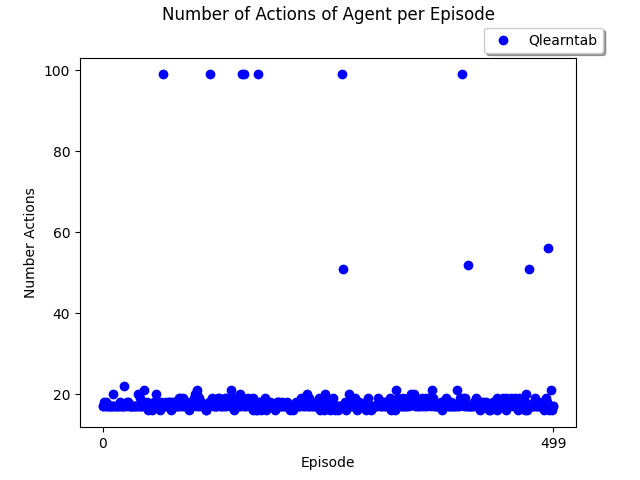 Number of Actions of Agent per Episode
Qlearntab
100
80
60
40
20
Number Actions
0
499
Episode